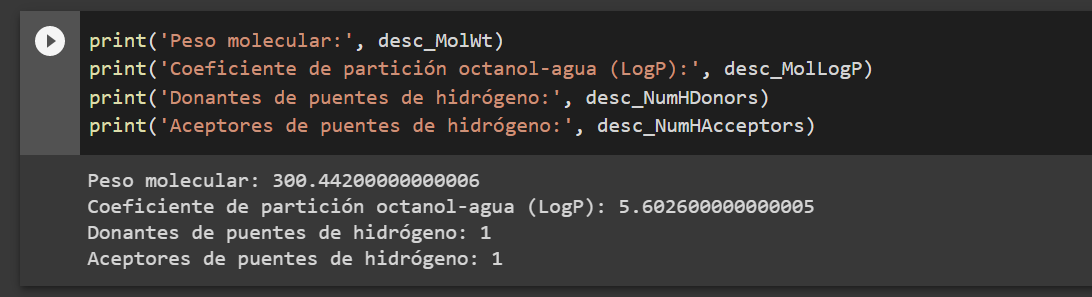 print('Peso molecular:', desc_MolWt)
print('Coeficiente de partición octanol-agua (LogP):', desc_MolLogP)
print('Donantes de puentes de hidrógeno:', desc_NumHDonors)
print('Aceptores de puentes de hidrógeno:', desc_NumHAcceptors)
Peso molecular: 300.44200000000006
Coeficiente de partición octanol-agua (LogP): 5.602600000000005
Donantes de puentes de hidrógeno: 1
Aceptores de puentes de hidrógeno: 1